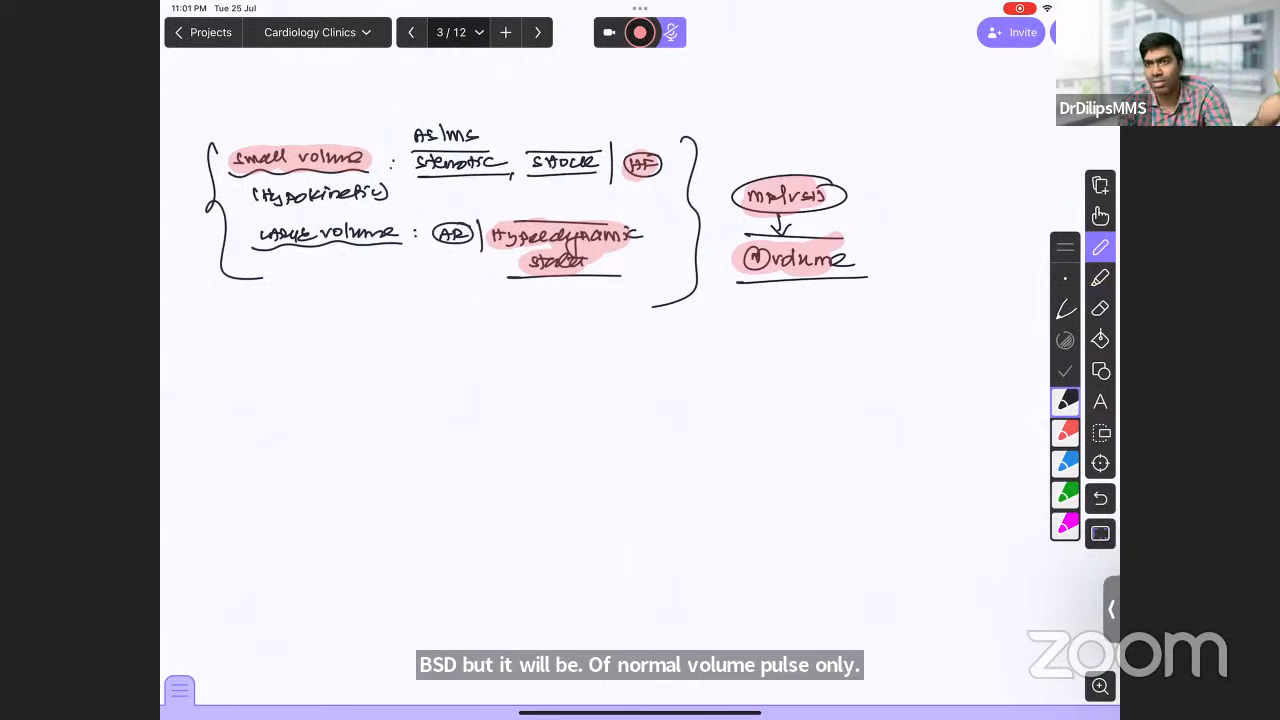 11:01 PM Tue 25 Jul
Projects Cardiology Clinics 3 / 12 Invite
DrDilipsMMS
AS/MS
small volume : stenotic, shock | HF
(Hypokinetic)
Large volume : AR | Hyperdynamic
state
MR/VSD
N volume
zoom
BSD but it will be. Of normal volume pulse only.